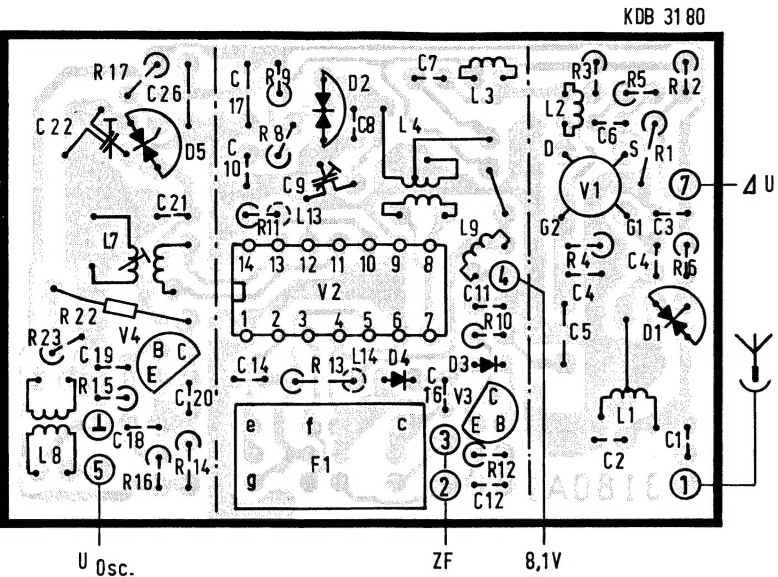 KDB 3180
R17
C26
C22
D5
C21
L7
R22
R23
V4
C19
R15
B C
E
C20
C18
L8
5
R16
R14
U Osc.
C
17
R9
D2
C7
L3
R8
C8
L4
C
10
C9
R11
L13
L9
14 13 12 11 10 9 8
V2
1 2 3 4 5 6 7
4
C11
R10
C14
R13
L14
D4
D3
C
16
V3
C
E B
e f c
F1
g
3
2
R12
C12
ZF
8,1V
R3
R5
R2
L2
C6
R1
D
S
V1
G2
G1
7
U
C3
R4
C4
C4
R6
C5
D1
L1
C2
C1
1
3180A